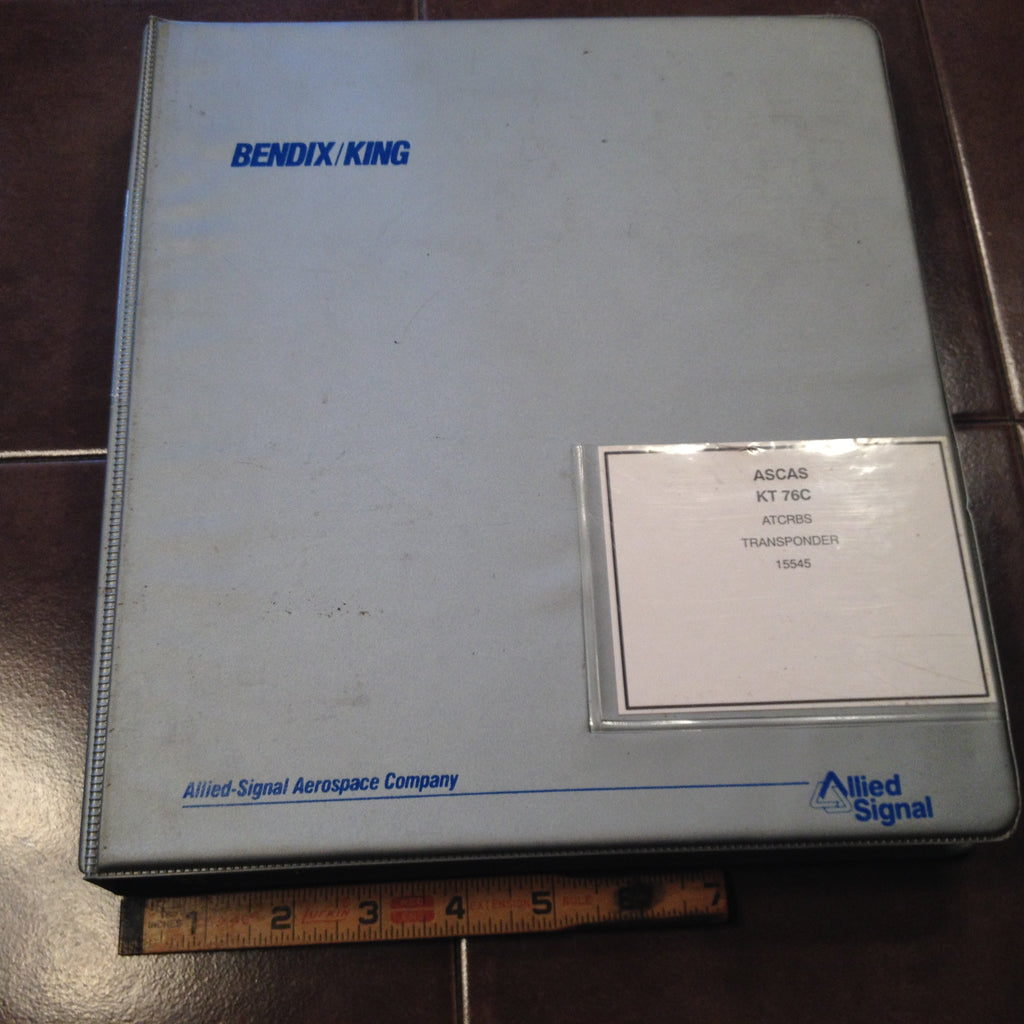 BENDIX/KING
ASCAS
KT 76C
ATCRBS
TRANSPONDER
15545
Allied-Signal Aerospace Company
Allied
Signal
1 2 3 4 5 6 7